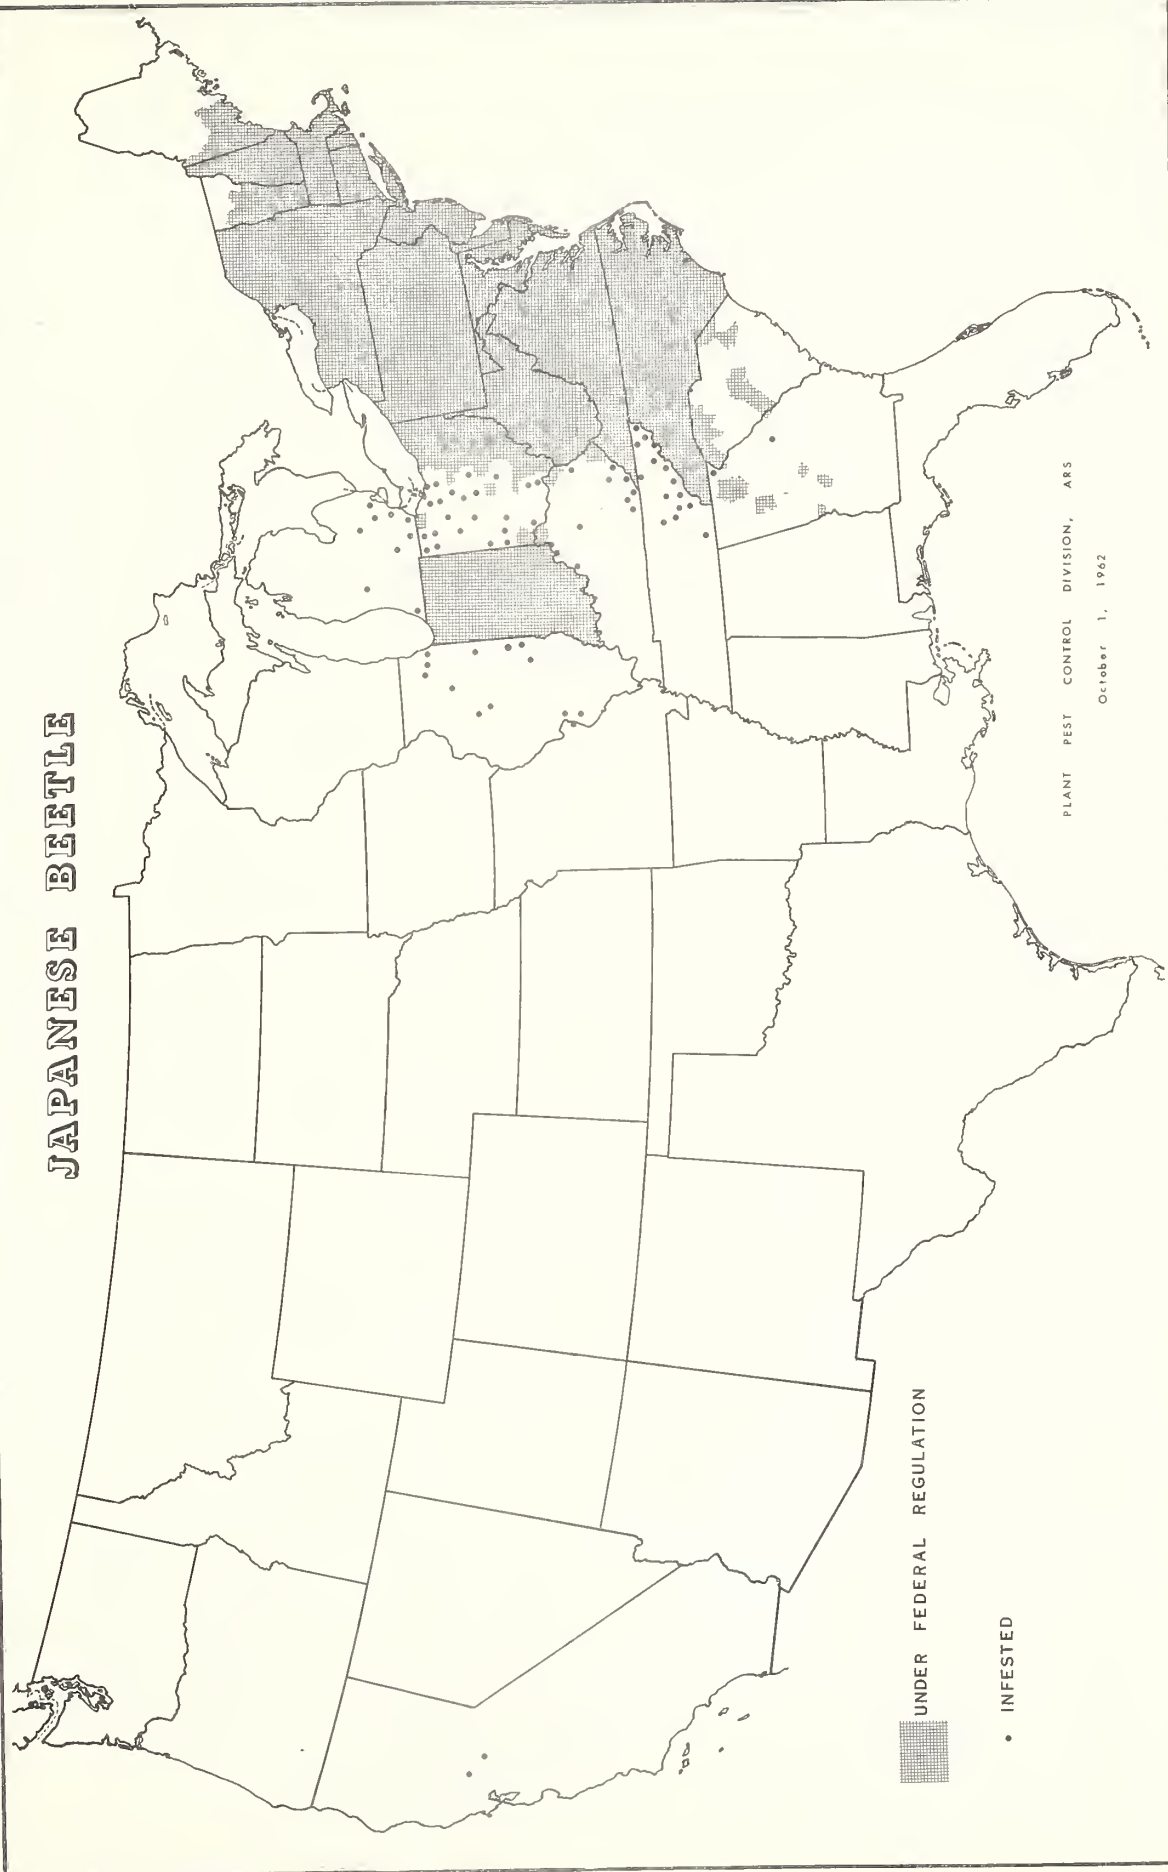 JAPANESE BEETLE
UNDER FEDERAL REGULATION
• INFESTED
PLANT PEST CONTROL DIVISION, ARS
October 1, 1962